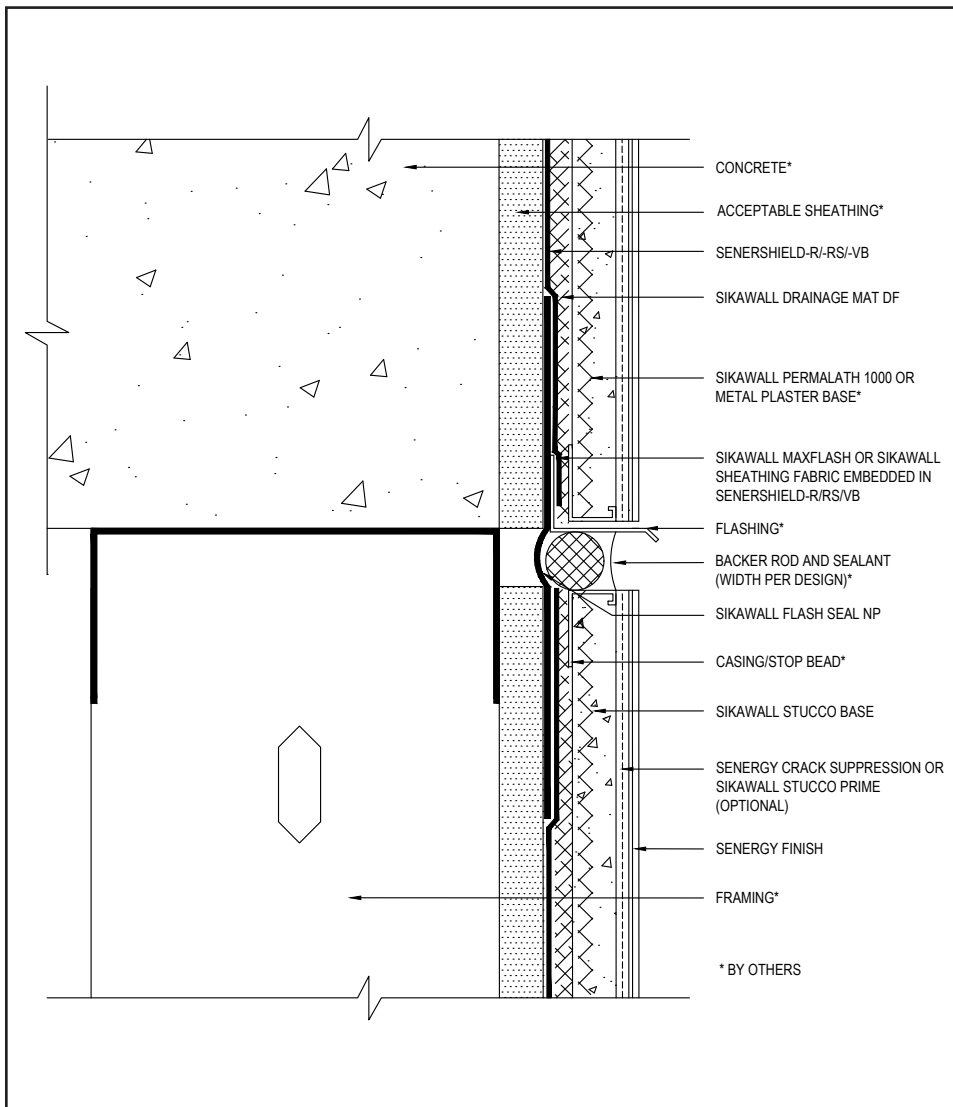 CONCRETE*
ACCEPTABLE SHEATHING*
SENERSHIELD-R/-RS/-VB
SIKAWALL DRAINAGE MAT DF
SIKAWALL PERMALATH 1000 OR
METAL PLASTER BASE*
SIKAWALL MAXFLASH OR SIKAWALL
SHEATHING FABRIC EMBEDDED IN
SENERSHIELD-R/RS/VB
FLASHING*
BACKER ROD AND SEALANT
(WIDTH PER DESIGN)*
SIKAWALL FLASH SEAL NP
CASING/STOP BEAD*
SIKAWALL STUCCO BASE
SENERGY CRACK SUPPRESSION OR
SIKAWALL STUCCO PRIME
(OPTIONAL)
SENERGY FINISH
FRAMING*
* BY OTHERS